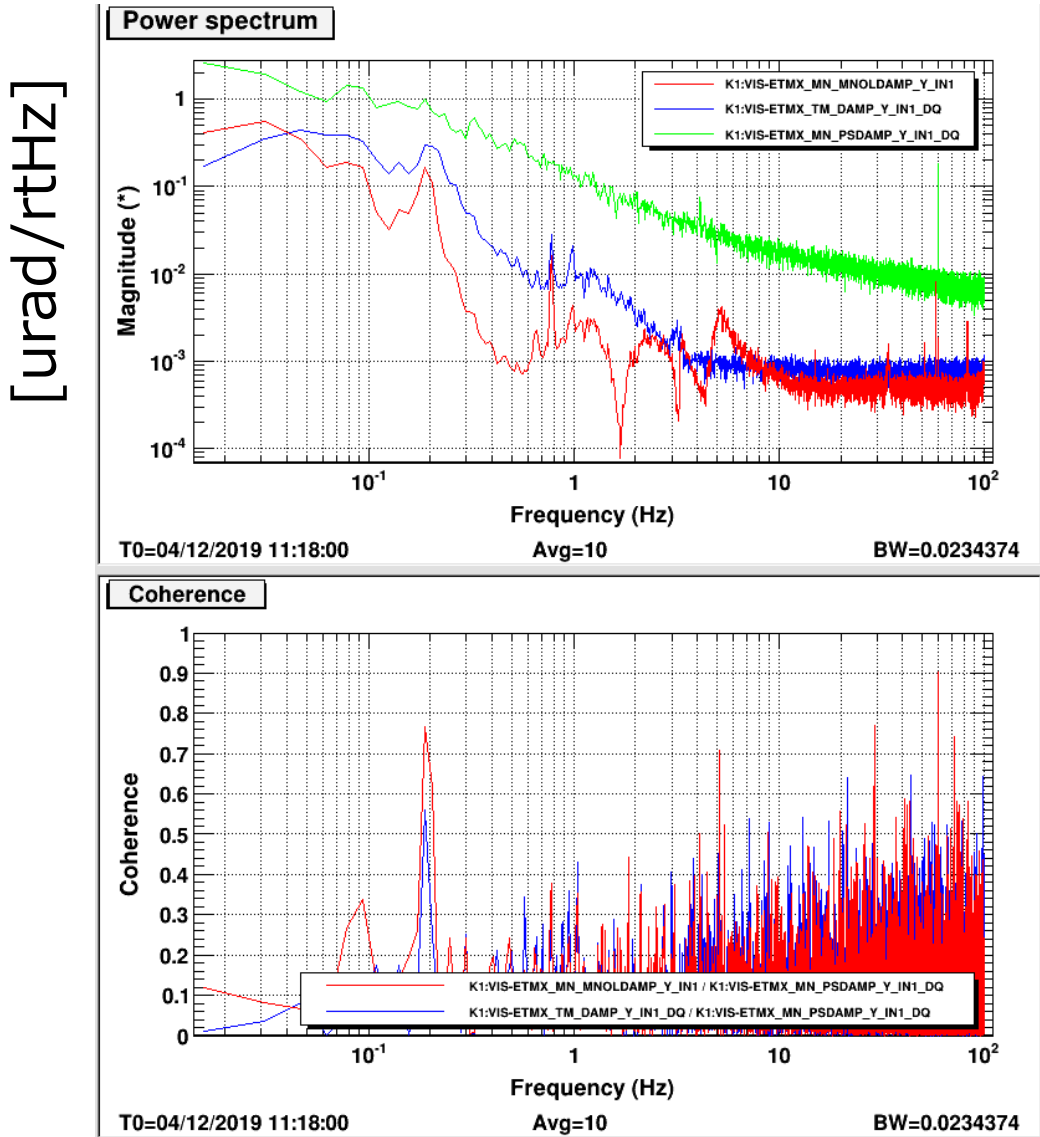 [urad/rtHz]
Power spectrum
K1:VIS-ETMX_MN_MNOLDAMP_Y_IN1
K1:VIS-ETMX_TM_DAMP_Y_IN1_DQ
K1:VIS-ETMX_MN_PSDAMP_Y_IN1_DQ
Magnitude (*)
1
10-1
10-2
10-3
10-4
10-1
1
10
102
Frequency (Hz)
T0=04/12/2019 11:18:00
Avg=10
BW=0.0234374
Coherence
Coherence
1
0.9
0.8
0.7
0.6
0.5
0.4
0.3
0.2
0.1
0
K1:VIS-ETMX_MN_MNOLDAMP_Y_IN1 / K1:VIS-ETMX_MN_PSDAMP_Y_IN1_DQ
K1:VIS-ETMX_TM_DAMP_Y_IN1_DQ / K1:VIS-ETMX_MN_PSDAMP_Y_IN1_DQ
10-1
1
10
102
Frequency (Hz)
T0=04/12/2019 11:18:00
Avg=10
BW=0.0234374